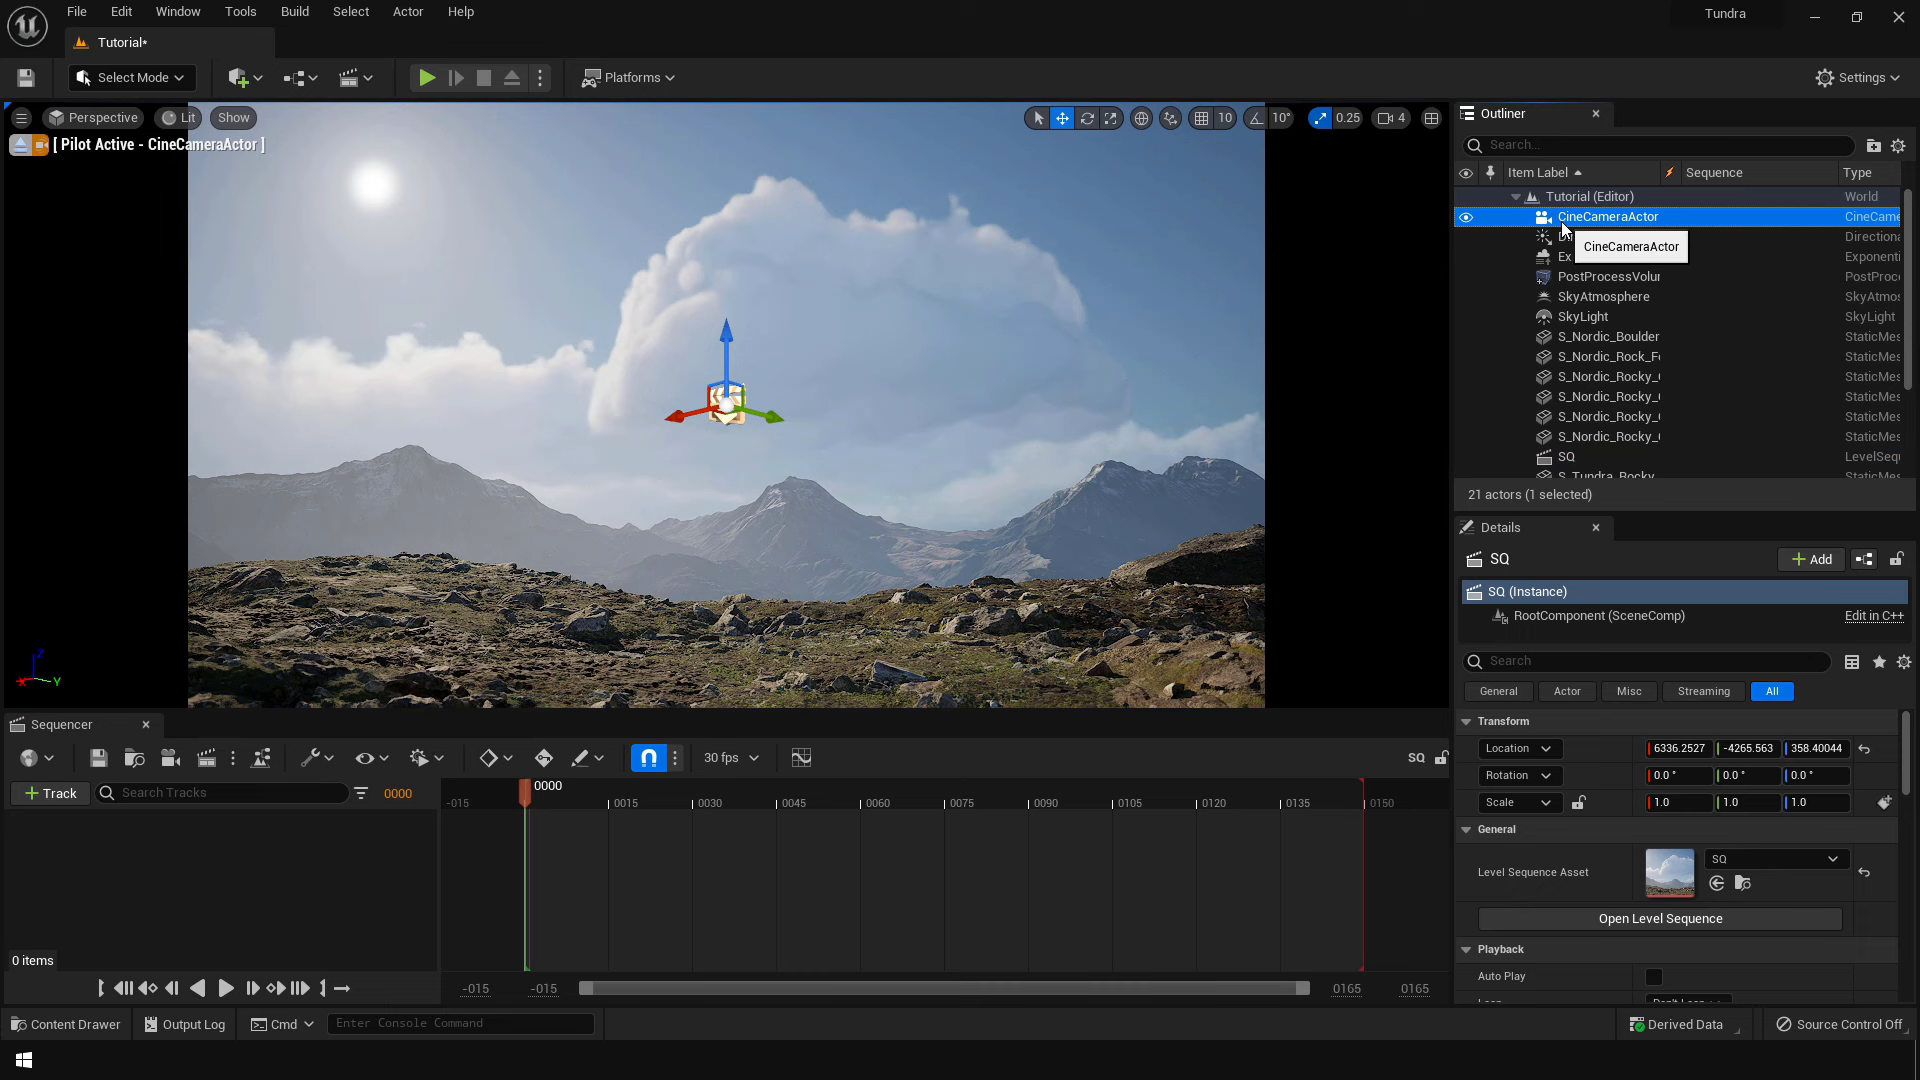 File Edit Window Tools Build Select Actor Help
Tundra
Tutorial*
Select Mode
Platforms
Settings
Perspective
Lit
Show
10
10°
0.25
4
[ Pilot Active - CineCameraActor ]
Outliner
Search...
Item Label
Sequence
Type
Tutorial (Editor)
World
CineCameraActor
CineCame
CineCameraActor
Directiona
Ex
Exponenti
PostProcessVolu
PostProce
SkyAtmosphere
SkyAtmos
SkyLight
SkyLight
S_Nordic_Boulder
StaticMes
S_Nordic_Rock_F
StaticMes
S_Nordic_Rocky_
StaticMes
S_Nordic_Rocky_
StaticMes
S_Nordic_Rocky_
StaticMes
S_Nordic_Rocky_
StaticMes
SQ
LevelSequ
S_Tundra_Rocky_
StaticMes
21 actors (1 selected)
Details
SQ
Add
SQ (Instance)
RootComponent (SceneComp)
Edit in C++
Search
General
Actor
Misc
Streaming
All
Transform
Location
6336.2527
-4265.563
358.40044
Rotation
0.0 °
0.0 °
0.0 °
Scale
1.0
1.0
1.0
General
Level Sequence Asset
SQ
Open Level Sequence
Playback
Auto Play
Sequencer
30 fps
SQ
Track
Search Tracks
0000
0000
-015
0015
0030
0045
0060
0075
0090
0105
0120
0135
0150
0 items
-015
-015
0165
0165
Content Drawer
Output Log
Cmd
Enter Console Command
Derived Data
Source Control Off